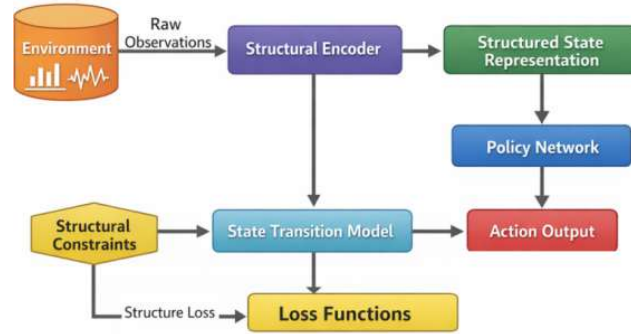 Raw
Observations
Environment
Structural Encoder
Structured State
Representation
Policy Network
Structural
Constraints
State Transition Model
Action Output
Structure Loss
Loss Functions